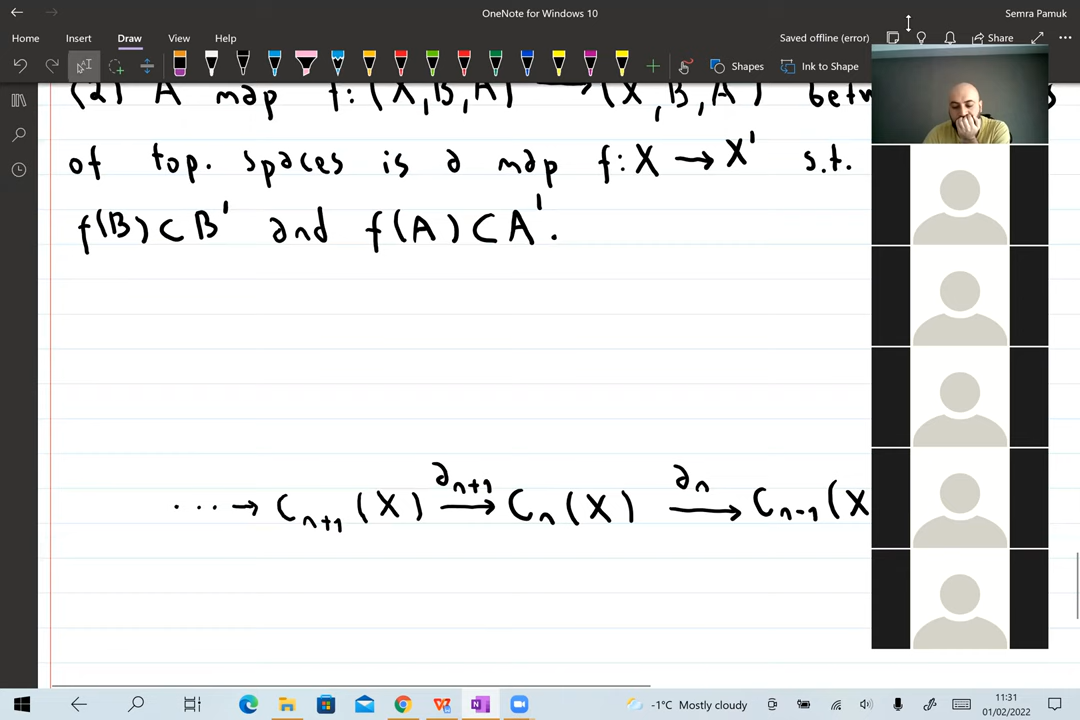 OneNote for Windows 10
Semra Pamuk
Home Insert Draw View Help
Saved offline (error)
Share
Shapes
Ink to Shape
(2) A map f: (X, B, A) → (X, B, A)
of top. spaces is a map f: X → X' s.t.
f(B) ⊂ B' and f(A) ⊂ A'.
··· → C_{n+1}(X) —∂_{n+1}→ C_n(X) —∂_n→ C_{n-1}(X
-1°C Mostly cloudy
11:31
01/02/2022